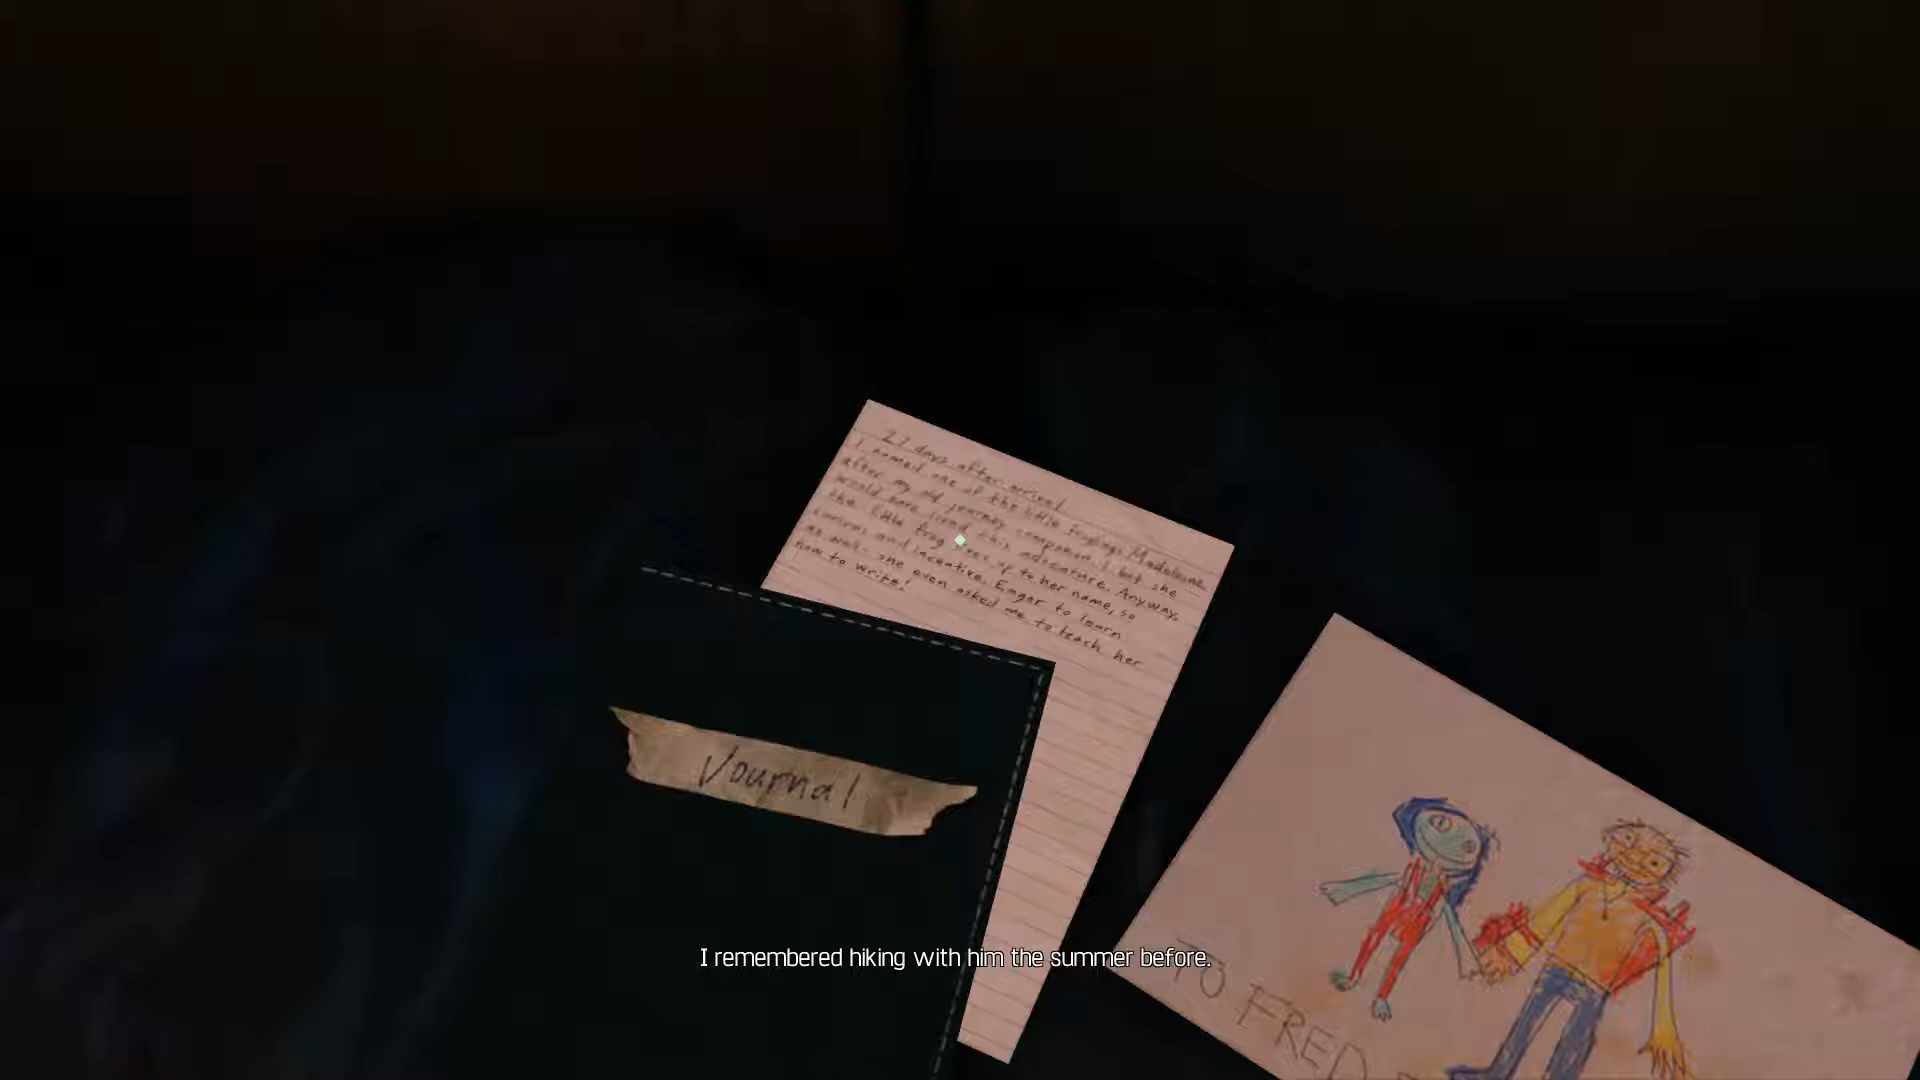 27 days after arrival
I named one of the little froglings Madeleine
after my old journey companion. I bet she
would have loved this adventure. Anyway,
the little frog lives up to her name, so
curious and incentive. Eager to learn
as well. She even asked me to teach her
how to write!
Journal
I remembered hiking with him the summer before.
TO FRED